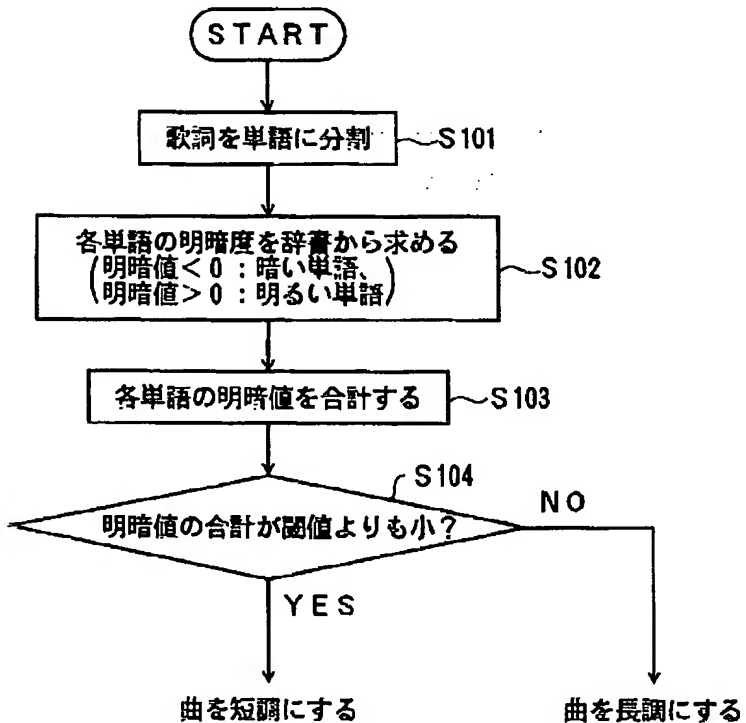 START
歌詞を単語に分割
S101
各単語の明暗度を辞書から求める
(明暗値<0:暗い単語、
明暗値>0:明るい単語)
S102
各単語の明暗値を合計する
S103
S104
明暗値の合計が閾値よりも小?
NO
YES
曲を短調にする
曲を長調にする